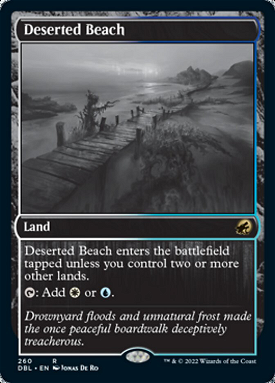 Deserted Beach
Land
Deserted Beach enters the battlefield
tapped unless you control two or more
other lands.
: Add or .
Drownyard floods and unnatural frost made
the once peaceful boardwalk deceptively
treacherous.
260 R
DBL • EN Jonas De Ro
™ & © 2022 Wizards of the Coast